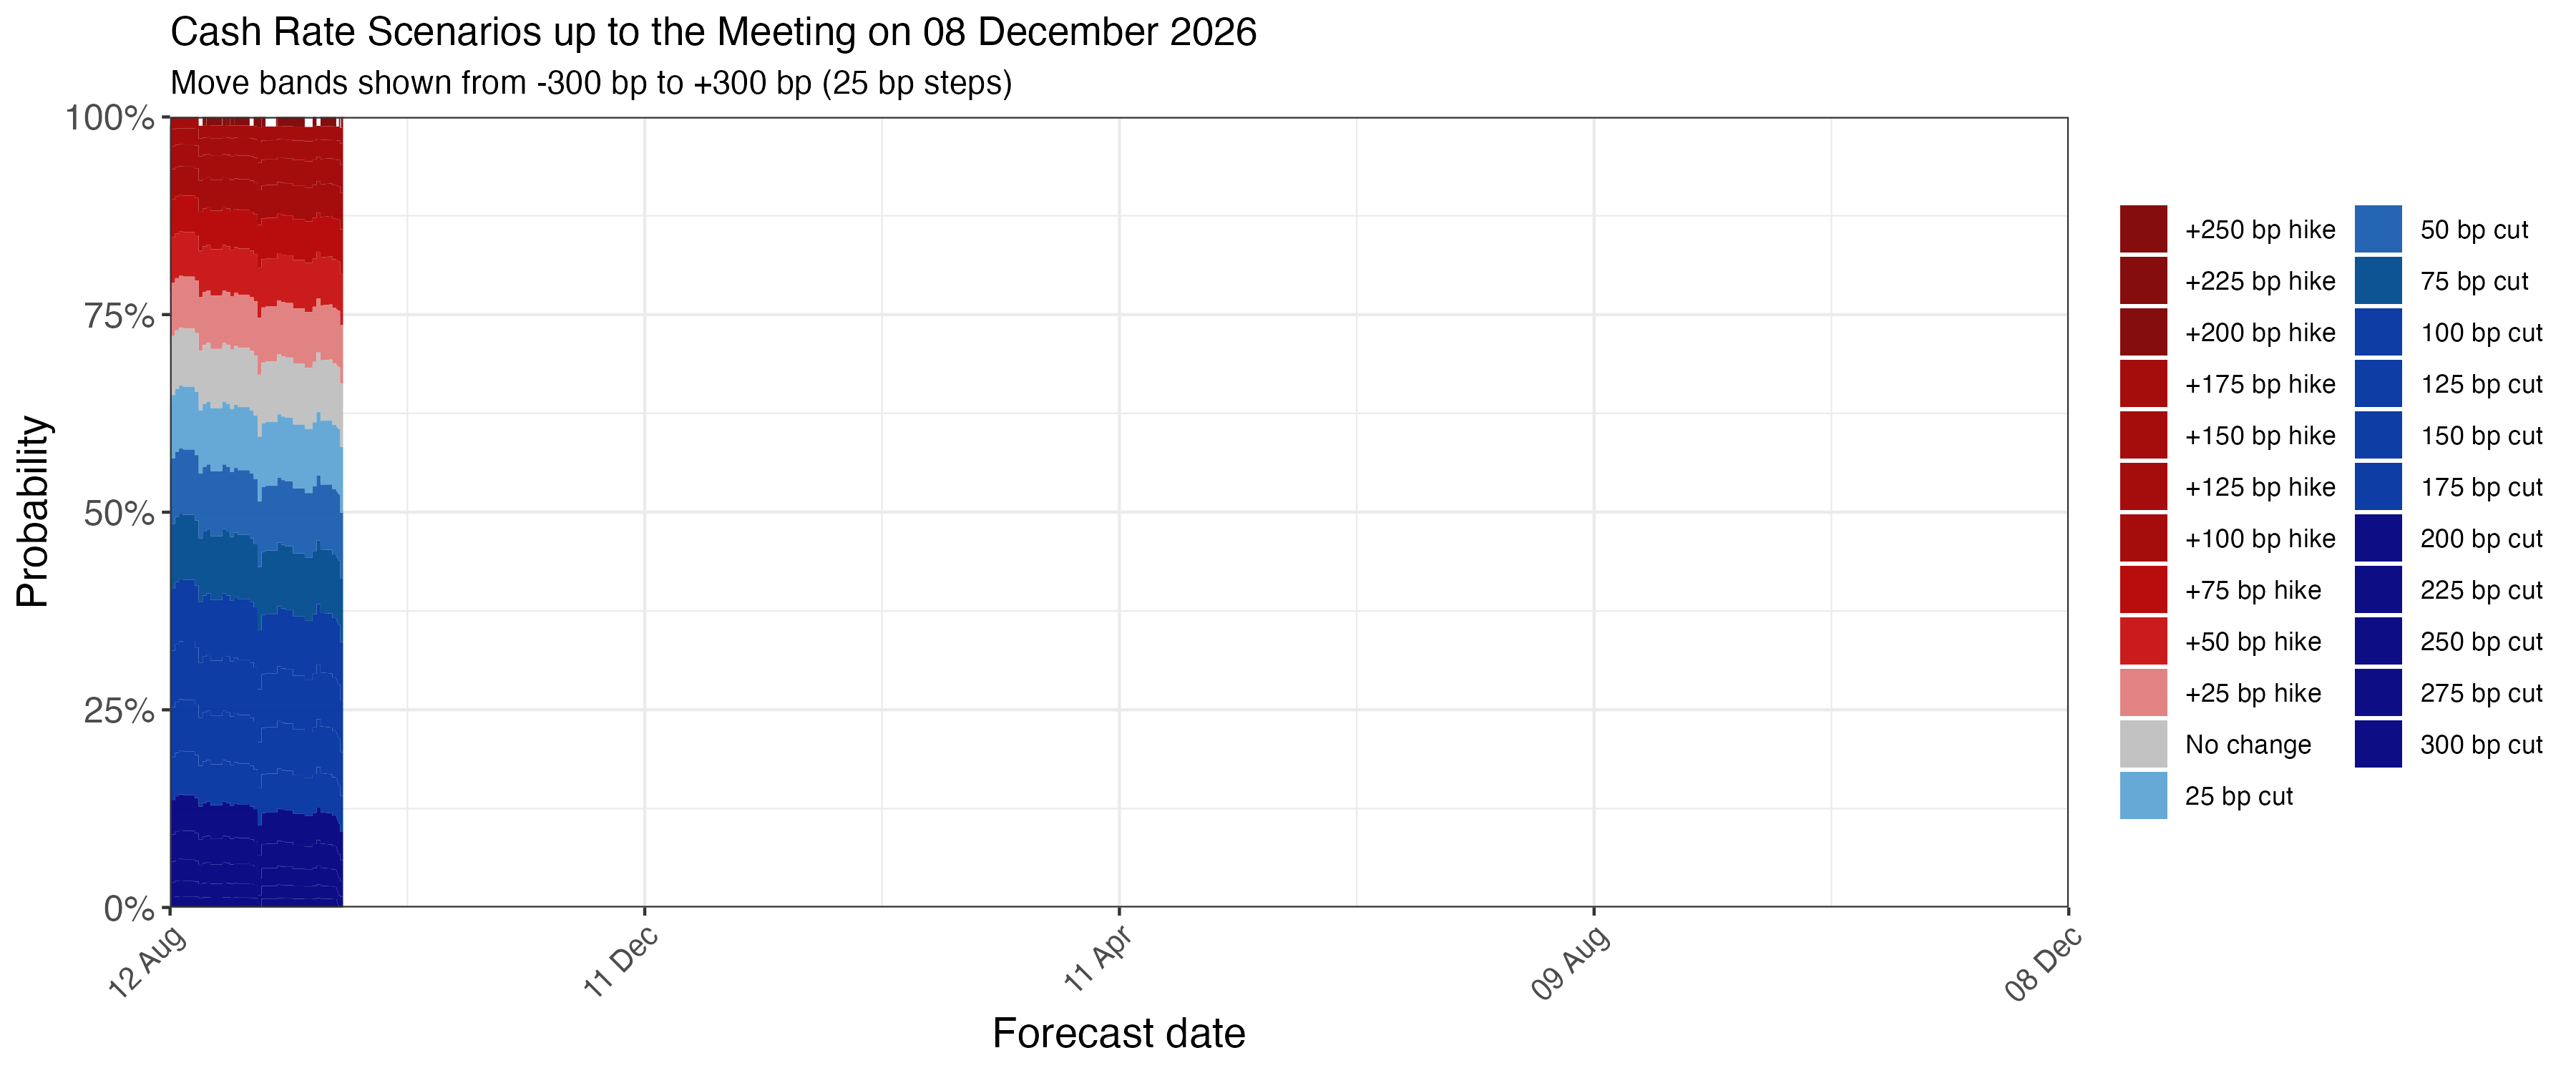 Cash Rate Scenarios up to the Meeting on 08 December 2026
Move bands shown from -300 bp to +300 bp (25 bp steps)
100%
75%
50%
25%
0%
Probability
12 Aug
11 Dec
11 Apr
09 Aug
08 Dec
Forecast date
+250 bp hike
+225 bp hike
+200 bp hike
+175 bp hike
+150 bp hike
+125 bp hike
+100 bp hike
+75 bp hike
+50 bp hike
+25 bp hike
No change
25 bp cut
50 bp cut
75 bp cut
100 bp cut
125 bp cut
150 bp cut
175 bp cut
200 bp cut
225 bp cut
250 bp cut
275 bp cut
300 bp cut